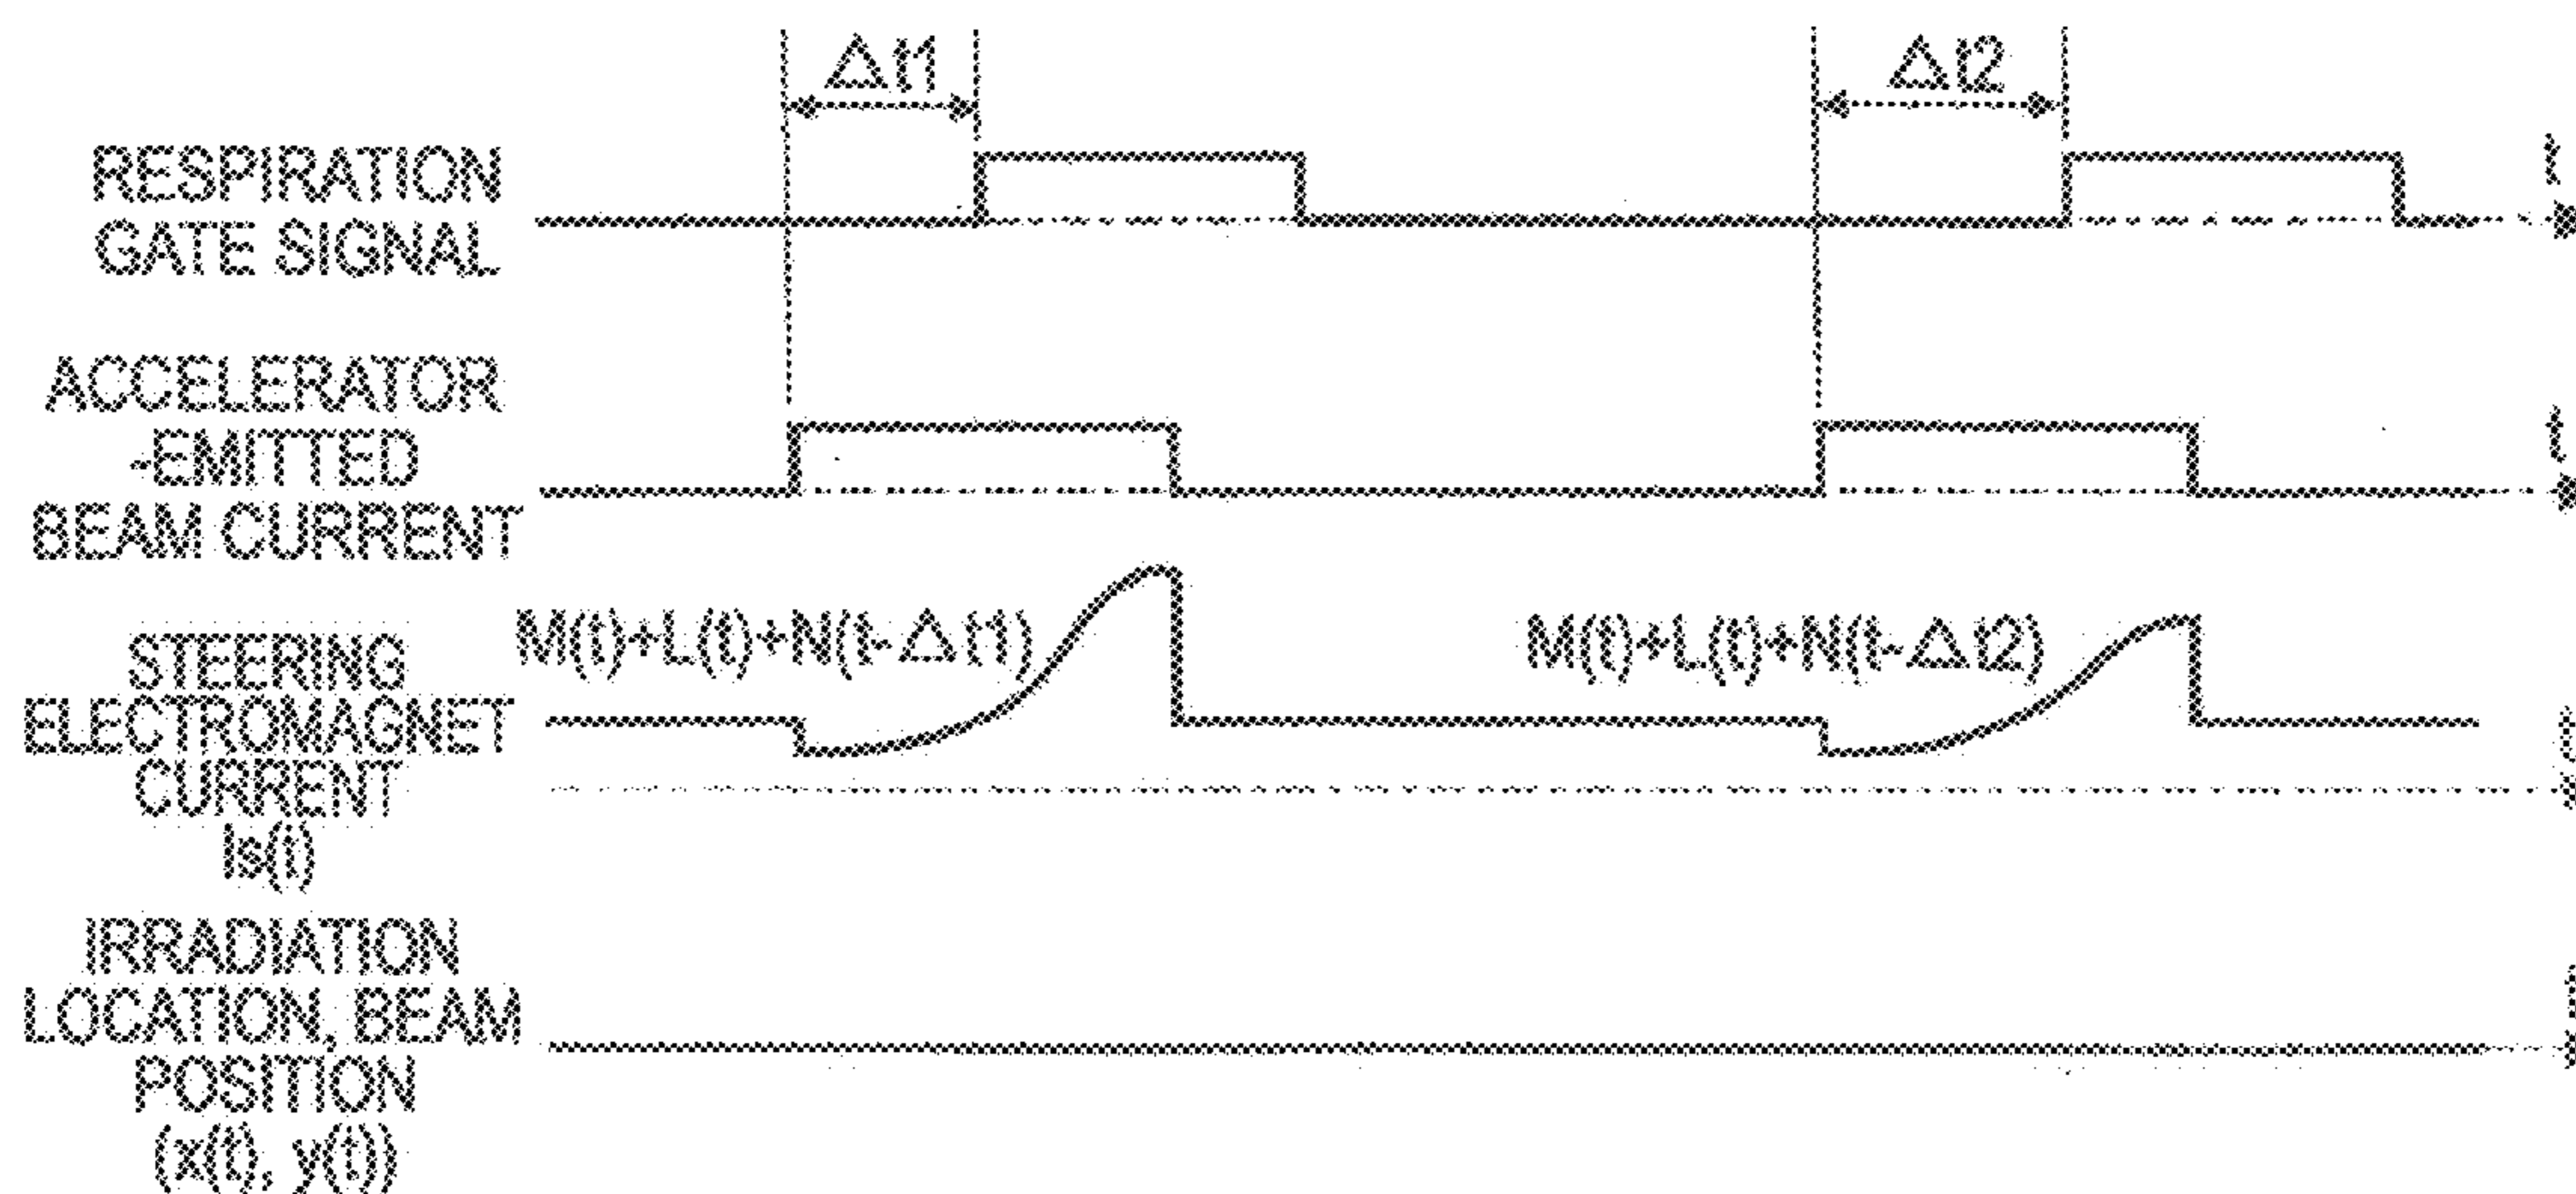 Δt1
Δt2
RESPIRATION
GATE SIGNAL
t
ACCELERATOR
-EMITTED
BEAM CURRENT
t
STEERING
ELECTROMAGNET
CURRENT
Is(t)
M(t)+L(t)+N(t-Δt1)
M(t)+L(t)+N(t-Δt2)
IRRADIATION
LOCATION, BEAM
POSITION
(x(t), y(t))